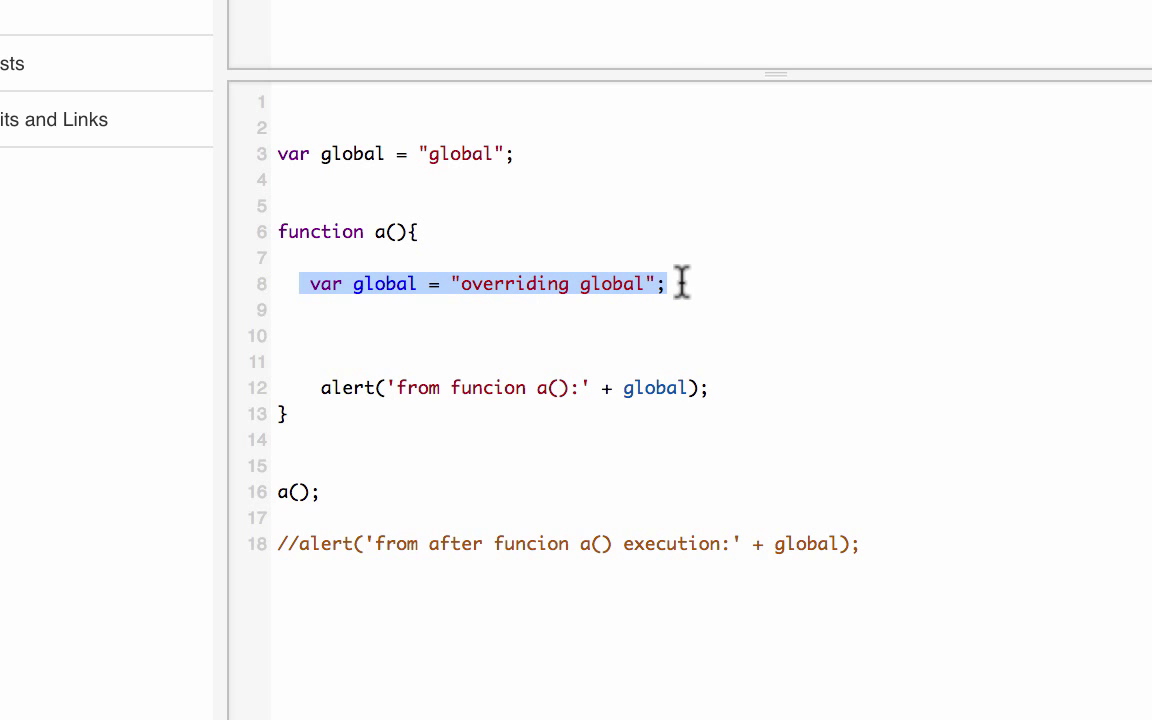 sts
its and Links
1
2
3 var global = "global";
4
5
6 function a(){
7
8 var global = "overriding global";
9
10
11
12 alert('from funcion a():' + global);
13 }
14
15
16 a();
17
18 //alert('from after funcion a() execution:' + global);